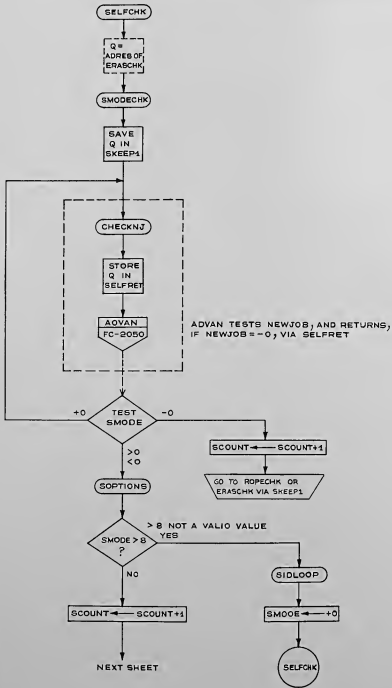 SELFCHK
Q =
ADRES OF
ERASCHK
SMODECHK
SAVE
Q IN
SKEEP1
CHECKNJ
STORE
Q IN
SELFRET
ADVAN
FC-2050
ADVAN TESTS NEWJOB, AND RETURNS,
IF NEWJOB = -0, VIA SELFRET
+0
TEST
SMODE
-0
>0
<0
SCOUNT ← SCOUNT+1
GO TO ROPECHK OR
ERASCHK VIA SKEEP1
SOPTIONS
SMODE > 8
?
> 8 NOT A VALID VALUE
YES
NO
SIDLOOP
SCOUNT ← SCOUNT+1
SMODE ← +0
NEXT SHEET
SELFCHK